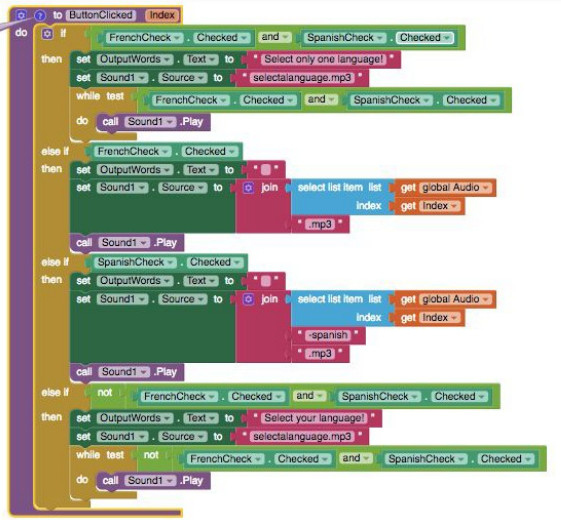 ? to ButtonClicked Index
do if FrenchCheck . Checked and SpanishCheck . Checked
then set OutputWords . Text to " Select only one language! "
set Sound1 . Source to " selectalanguage.mp3 "
while test FrenchCheck . Checked and SpanishCheck . Checked
do call Sound1 .Play
else if FrenchCheck . Checked
then set OutputWords . Text to " "
set Sound1 . Source to join select list item list get global Audio
index get Index
" .mp3 "
call Sound1 .Play
else if SpanishCheck . Checked
then set OutputWords . Text to " "
set Sound1 . Source to join select list item list get global Audio
index get Index
" -spanish "
" .mp3 "
call Sound1 .Play
else if not FrenchCheck . Checked and SpanishCheck . Checked
then set OutputWords . Text to " Select your language! "
set Sound1 . Source to " selectalanguage.mp3 "
while test not FrenchCheck . Checked and SpanishCheck . Checked
do call Sound1 .Play